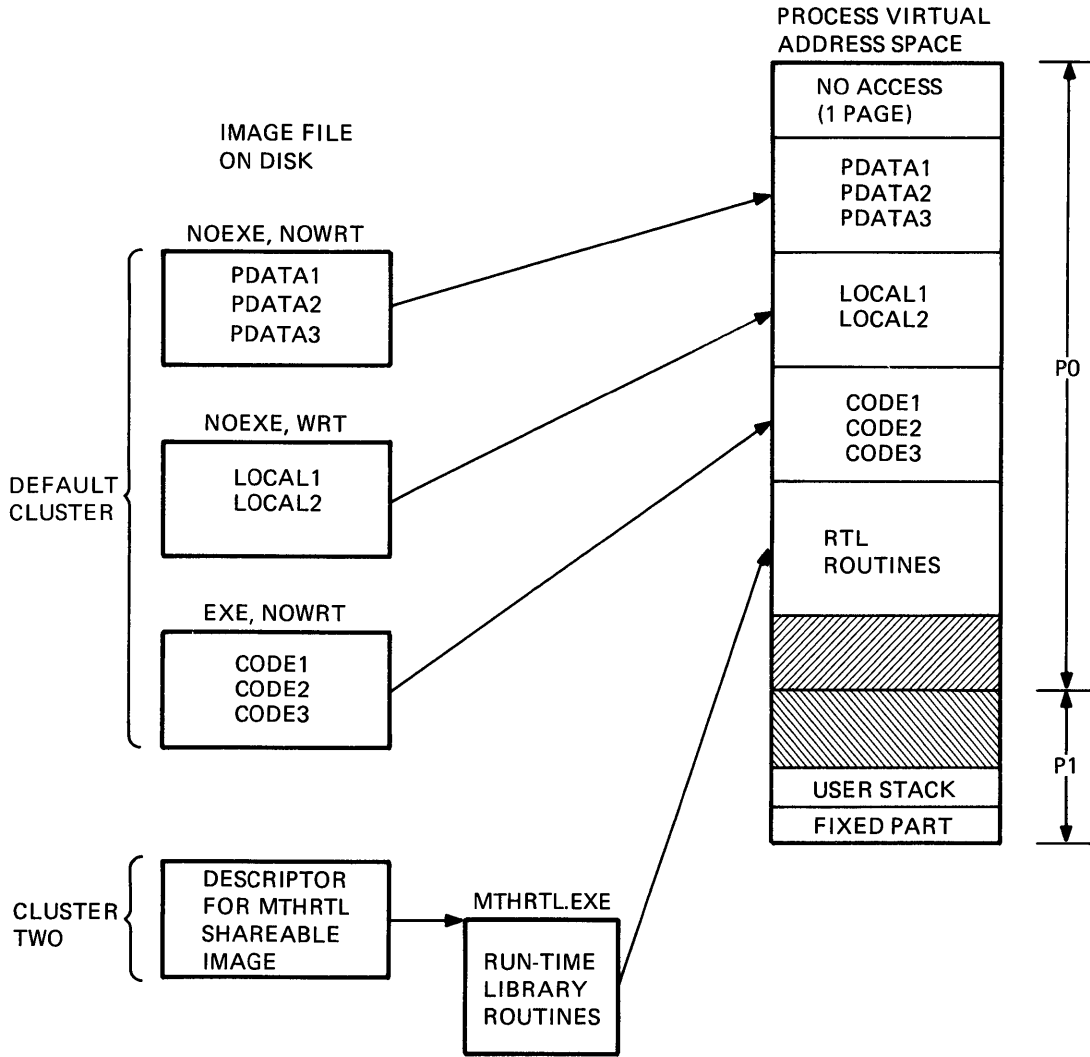 PROCESS VIRTUAL
ADDRESS SPACE
NO ACCESS
(1 PAGE)
IMAGE FILE
ON DISK
PDATA1
PDATA2
PDATA3
NOEXE, NOWRT
PDATA1
PDATA2
PDATA3
LOCAL1
LOCAL2
P0
NOEXE, WRT
LOCAL1
LOCAL2
CODE1
CODE2
CODE3
DEFAULT
CLUSTER
RTL
ROUTINES
EXE, NOWRT
CODE1
CODE2
CODE3
P1
USER STACK
FIXED PART
CLUSTER
TWO
DESCRIPTOR
FOR MTHRTL
SHAREABLE
IMAGE
MTHRTL.EXE
RUN-TIME
LIBRARY
ROUTINES